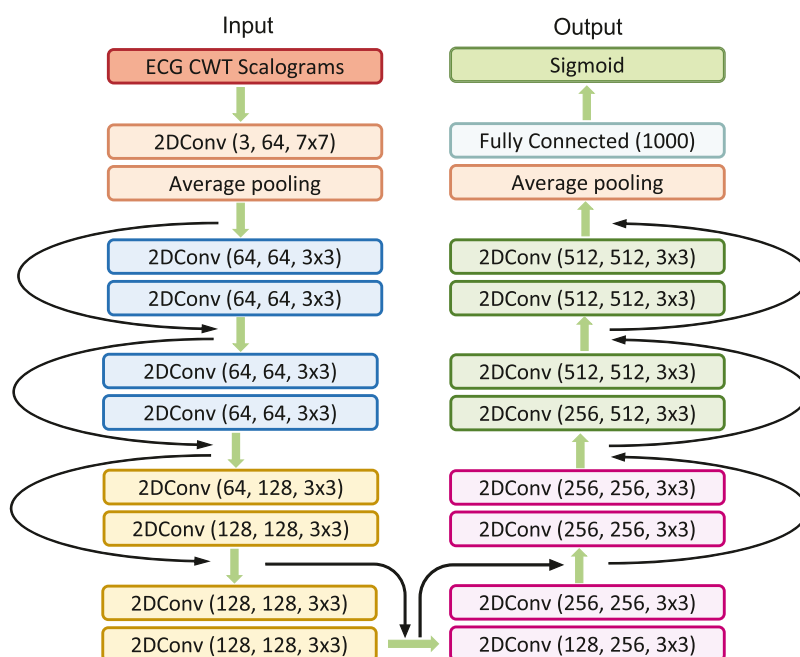 Input
ECG CWT Scalograms
2DConv (3, 64, 7x7)
Average pooling
2DConv (64, 64, 3x3)
2DConv (64, 64, 3x3)
2DConv (64, 64, 3x3)
2DConv (64, 64, 3x3)
2DConv (64, 128, 3x3)
2DConv (128, 128, 3x3)
2DConv (128, 128, 3x3)
2DConv (128, 128, 3x3)
Output
Sigmoid
Fully Connected (1000)
Average pooling
2DConv (512, 512, 3x3)
2DConv (512, 512, 3x3)
2DConv (512, 512, 3x3)
2DConv (256, 512, 3x3)
2DConv (256, 256, 3x3)
2DConv (256, 256, 3x3)
2DConv (256, 256, 3x3)
2DConv (128, 256, 3x3)